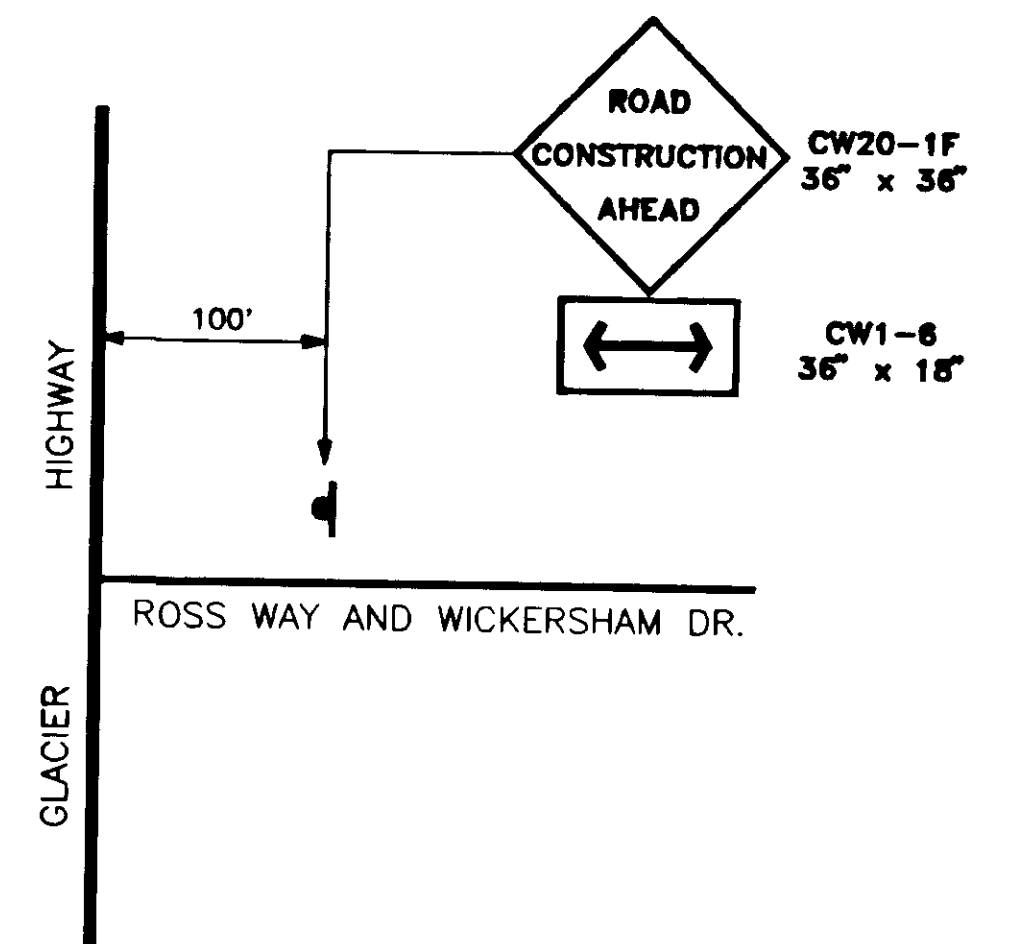 ROAD
CONSTRUCTION
AHEAD
CW20-1F
36" x 36"
100'
CW1-6
36" x 18"
HIGHWAY
ROSS WAY AND WICKERSHAM DR.
GLACIER